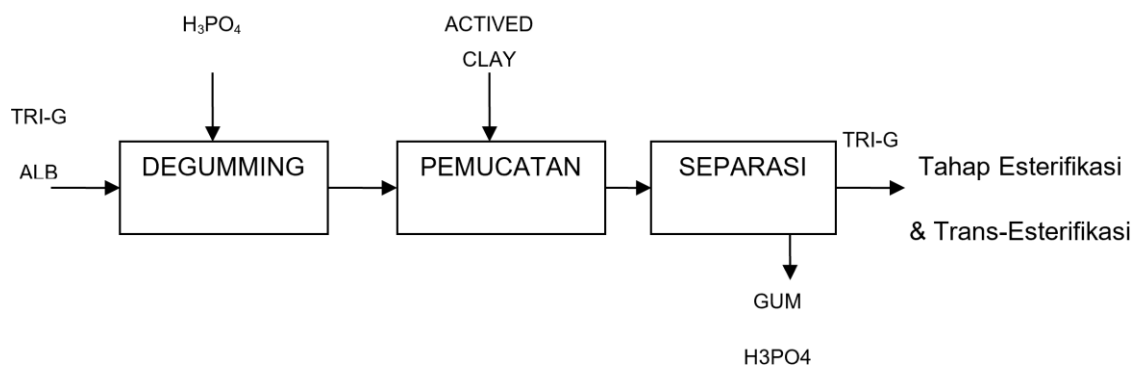 H₃PO₄
ACTIVED
CLAY
TRI-G
ALB
DEGUMMING
PEMUCATAN
SEPARASI
TRI-G
Tahap Esterifikasi
& Trans-Esterifikasi
GUM
H3PO4